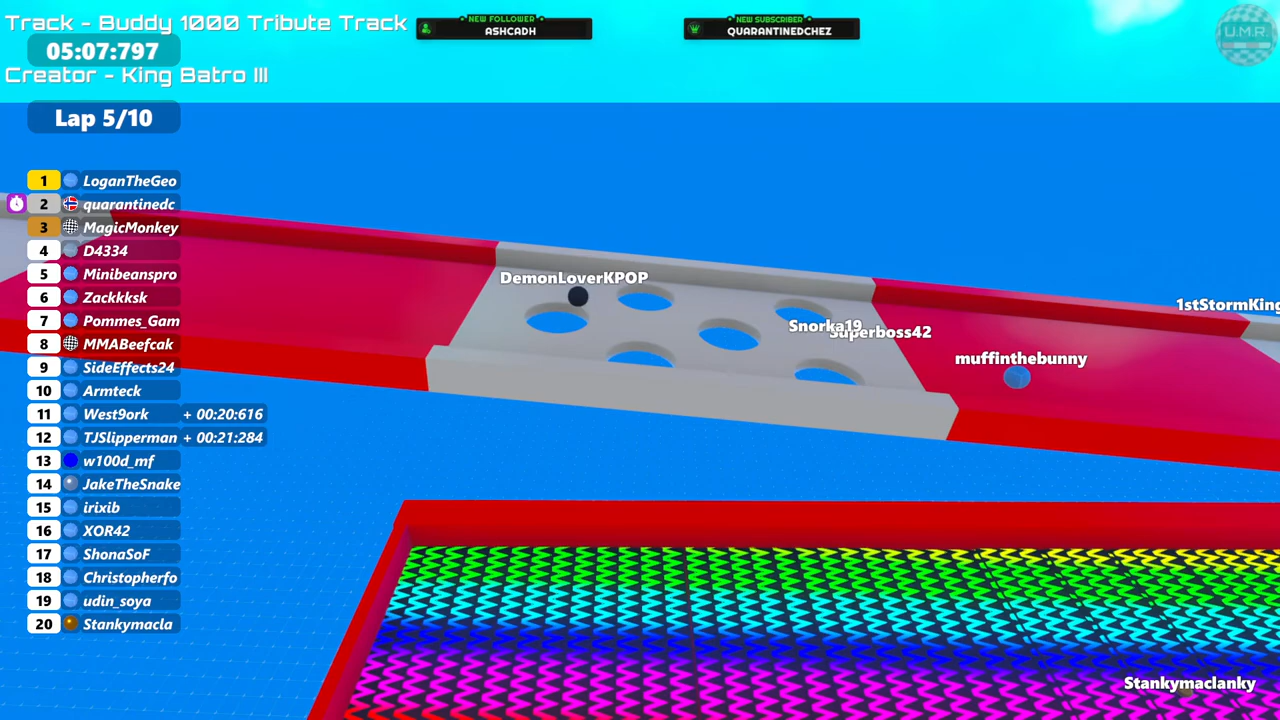 Track - Buddy 1000 Tribute Track
NEW FOLLOWER
ASHCADH
NEW SUBSCRIBER
QUARANTINEDCHEZ
U.M.R.
05:07:797
Creator - King Batro III
Lap 5/10
1 LoganTheGeo
2 quarantinedc
3 MagicMonkey
4 D4334
5 Minibeanspro
6 Zackkksk
7 Pommes_Gam
8 MMABeefcak
9 SideEffects24
10 Armteck
11 West9ork + 00:20:616
12 TJSlipperman + 00:21:284
13 w100d_mf
14 JakeTheSnake
15 irixib
16 XOR42
17 ShonaSoF
18 Christopherfo
19 udin_soya
20 Stankymacla
DemonLoverKPOP
1stStormKing
Snorka19
Superboss42
muffinthebunny
Stankymaclanky